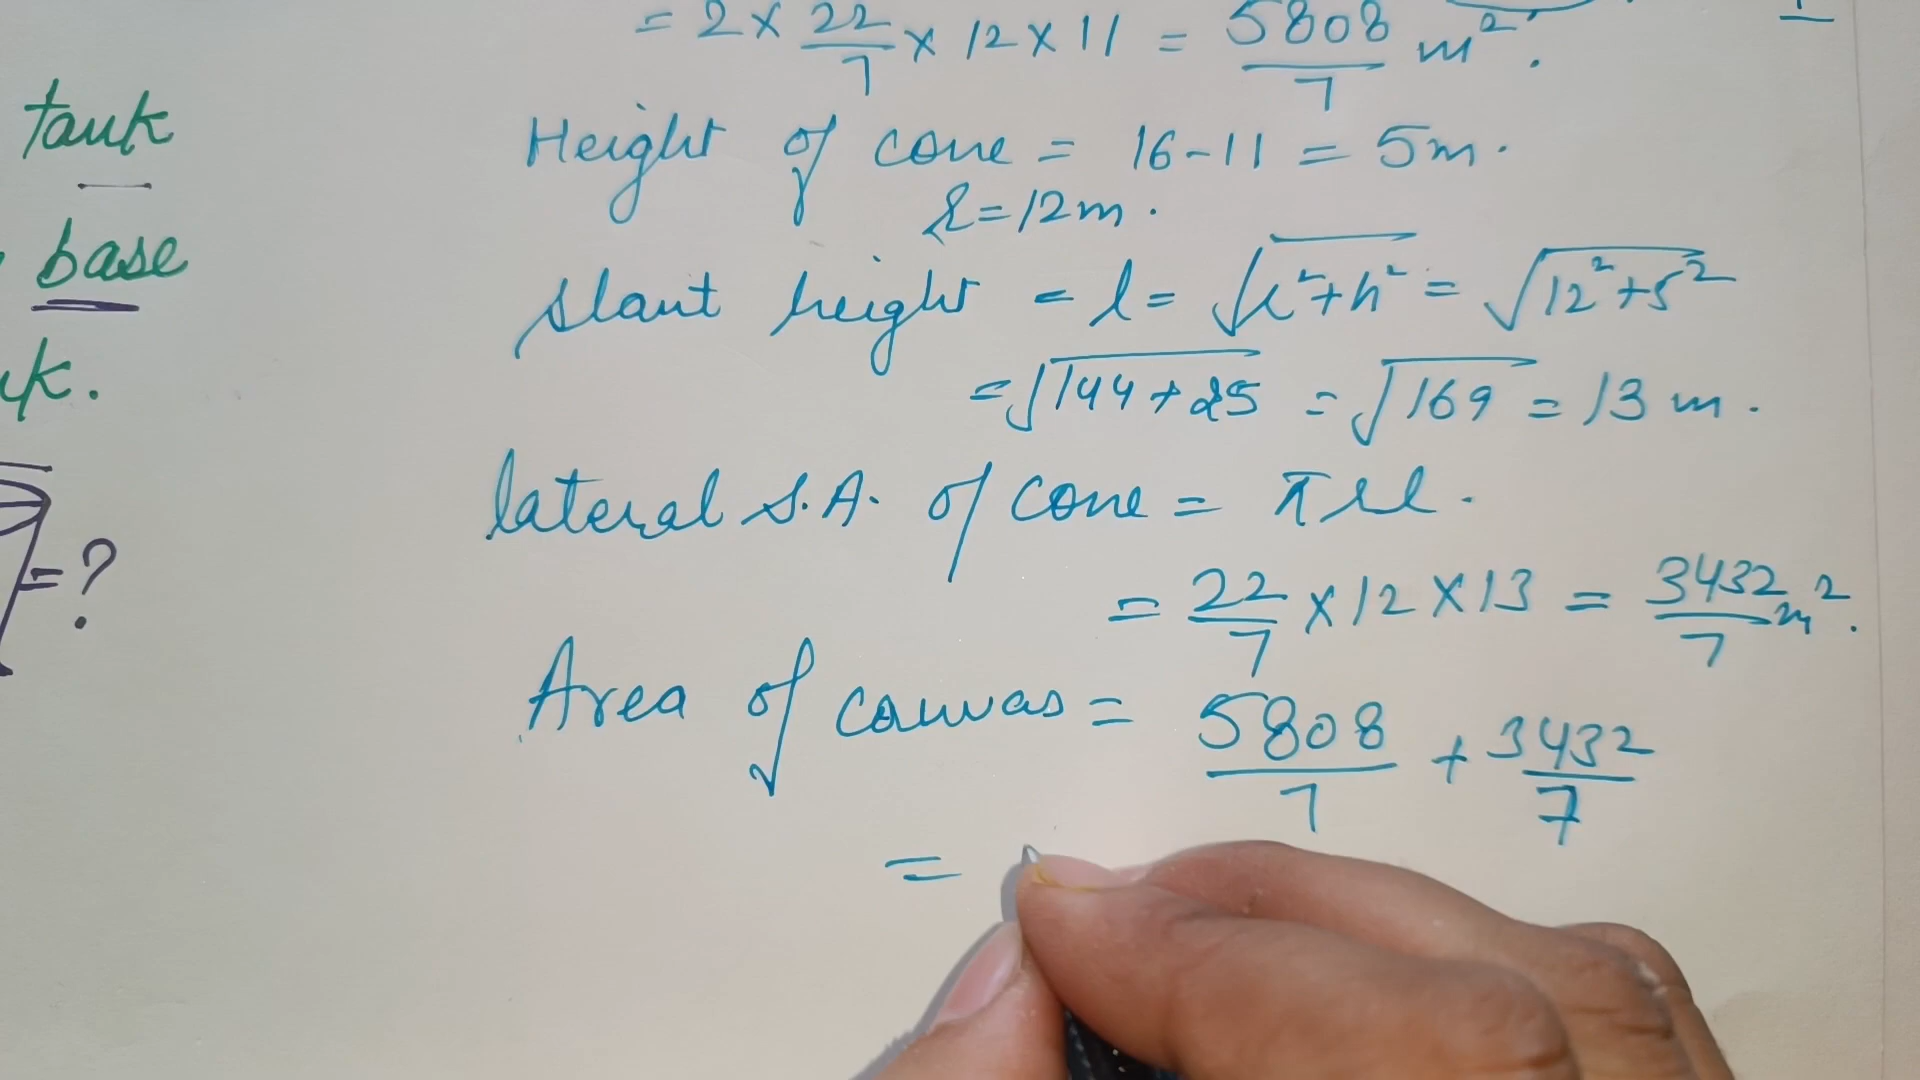 = 2 × 22/7 × 12 × 11 = 5808/7 m².
tank
Height of cone = 16-11 = 5m.
r=12m.
base
slant height = l = √r²+h² = √12²+5²
=√144+25 = √169 = 13 m.
lateral S.A. of cone = πrl.
=?
= 22/7 × 12 × 13 = 3432/7 m².
Area of canvas = 5808/7 + 3432/7
=